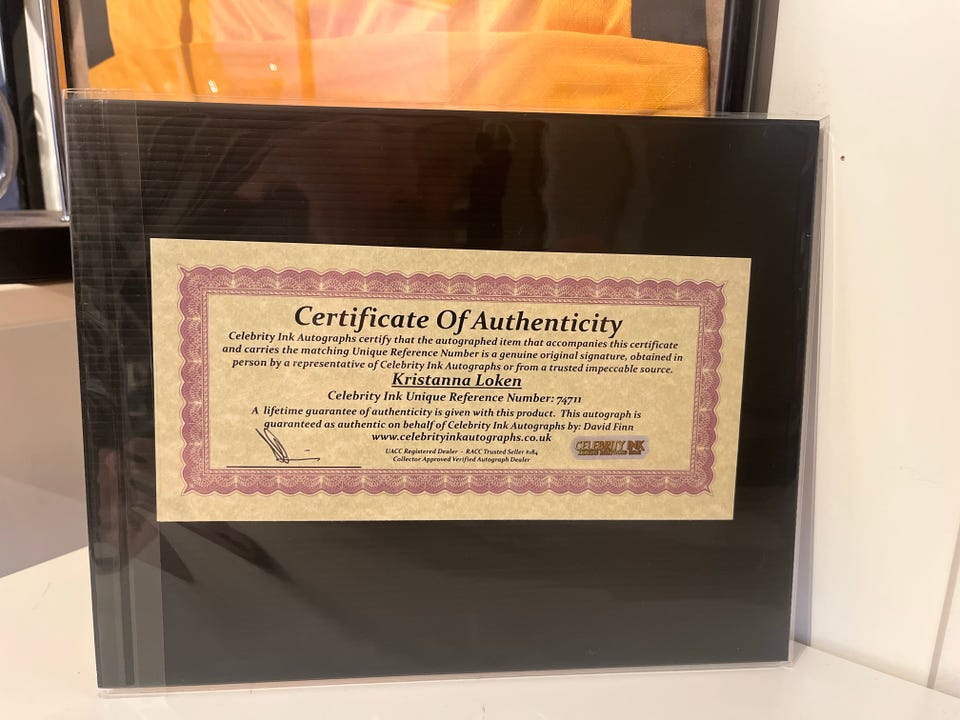 Certificate Of Authenticity
Celebrity Ink Autographs certify that the autographed item that accompanies this certificate
and carries the matching Unique Reference Number is a genuine original signature, obtained in
person by a representative of Celebrity Ink Autographs or from a trusted impeccable source.
Kristanna Loken
Celebrity Ink Unique Reference Number: 74711
A lifetime guarantee of authenticity is given with this product. This autograph is
guaranteed as authentic on behalf of Celebrity Ink Autographs by: David Finn
www.celebrityinkautographs.co.uk
CELEBRITY INK
UACC Registered Dealer - RACC Trusted Seller #184
Collector Approved Verified Autograph Dealer